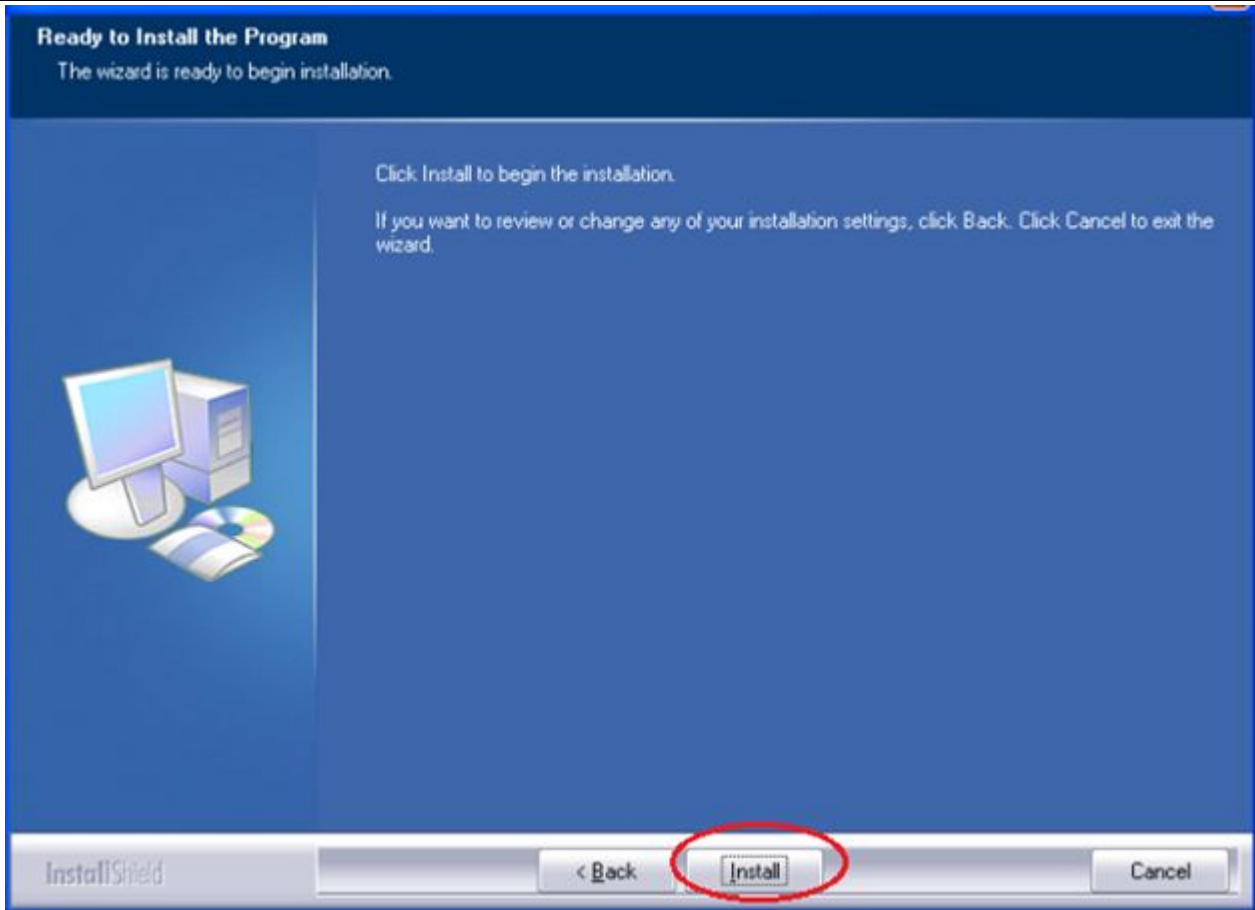 Ready to Install the Program
The wizard is ready to begin installation.
Click Install to begin the installation.
If you want to review or change any of your installation settings, click Back. Click Cancel to exit the
wizard.
InstallShield
< Back
Install
Cancel